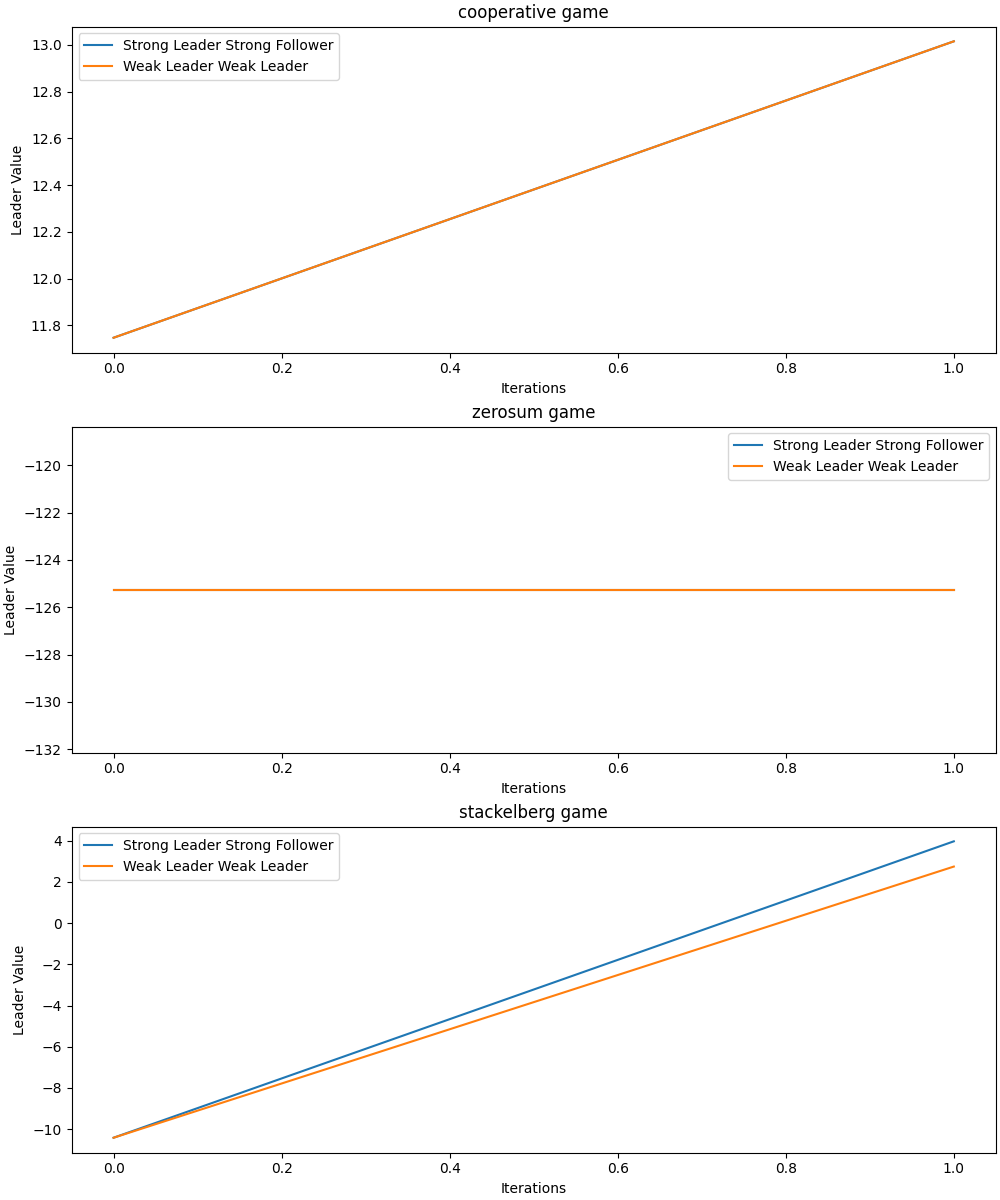 cooperative game
Strong Leader Strong Follower
Weak Leader Weak Leader
Leader Value
13.0
12.8
12.6
12.4
12.2
12.0
11.8
0.0 0.2 0.4 0.6 0.8 1.0
Iterations
zerosum game
Strong Leader Strong Follower
Weak Leader Weak Leader
Leader Value
−120
−122
−124
−126
−128
−130
−132
0.0 0.2 0.4 0.6 0.8 1.0
Iterations
stackelberg game
Strong Leader Strong Follower
Weak Leader Weak Leader
Leader Value
4
2
0
−2
−4
−6
−8
−10
0.0 0.2 0.4 0.6 0.8 1.0
Iterations